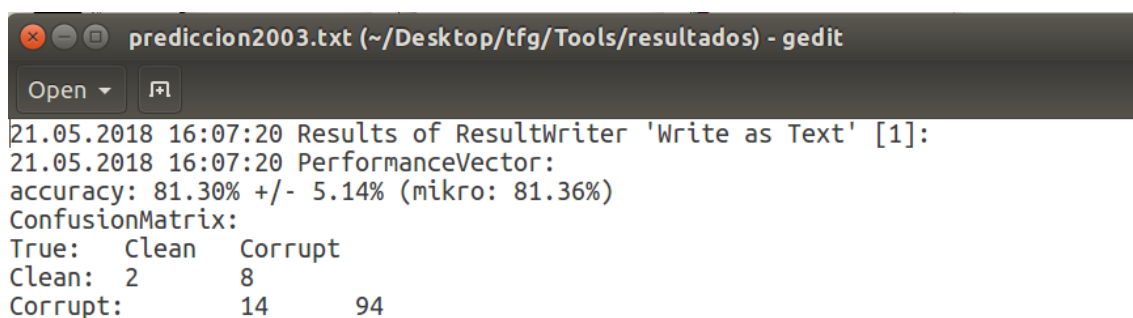 prediccion2003.txt (~/Desktop/tfg/Tools/resultados) - gedit
Open
21.05.2018 16:07:20 Results of ResultWriter 'Write as Text' [1]:
21.05.2018 16:07:20 PerformanceVector:
accuracy: 81.30% +/- 5.14% (mikro: 81.36%)
ConfusionMatrix:
True: Clean Corrupt
Clean: 2 8
Corrupt: 14 94